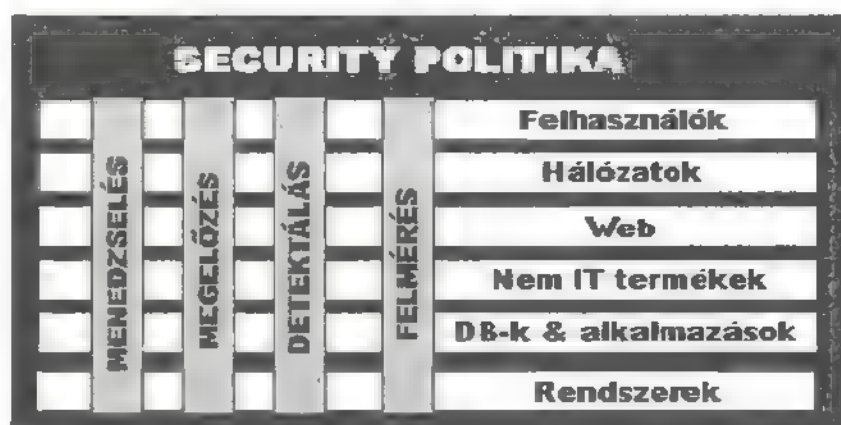 SECURITY POLITIKA
MENEDZSELÉS
MEGELŐZÉS
DETEKTÁLÁS
FELMÉRÉS
Felhasználók
Hálózatok
Web
Nem IT termékek
DB-k & alkalmazások
Rendszerek